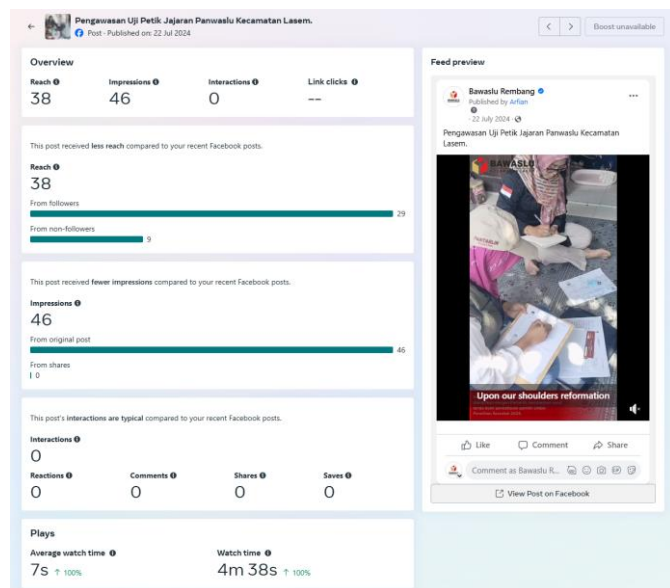 Pengawasan Uji Petik Jajaran Panwaslu Kecamatan Lasem.
Post · Published on: 22 Jul 2024
Boost unavailable
Overview
Reach Impressions Interactions Link clicks
38 46 0 --
This post received less reach compared to your recent Facebook posts.
Reach
38
From followers
29
From non-followers
9
This post received fewer impressions compared to your recent Facebook posts.
Impressions
46
From original post
46
From shares
0
This post's interactions are typical compared to your recent Facebook posts.
Interactions
0
Reactions Comments Shares Saves
0 0 0 0
Plays
Average watch time Watch time
7s ↑ 100% 4m 38s ↑ 100%
Feed preview
Bawaslu Rembang
Published by Arfian
· 22 July 2024 ·
Pengawasan Uji Petik Jajaran Panwaslu Kecamatan
Lasem.
BAWASLU
Upon our shoulders reformation
Like Comment Share
Comment as Bawaslu R...
View Post on Facebook